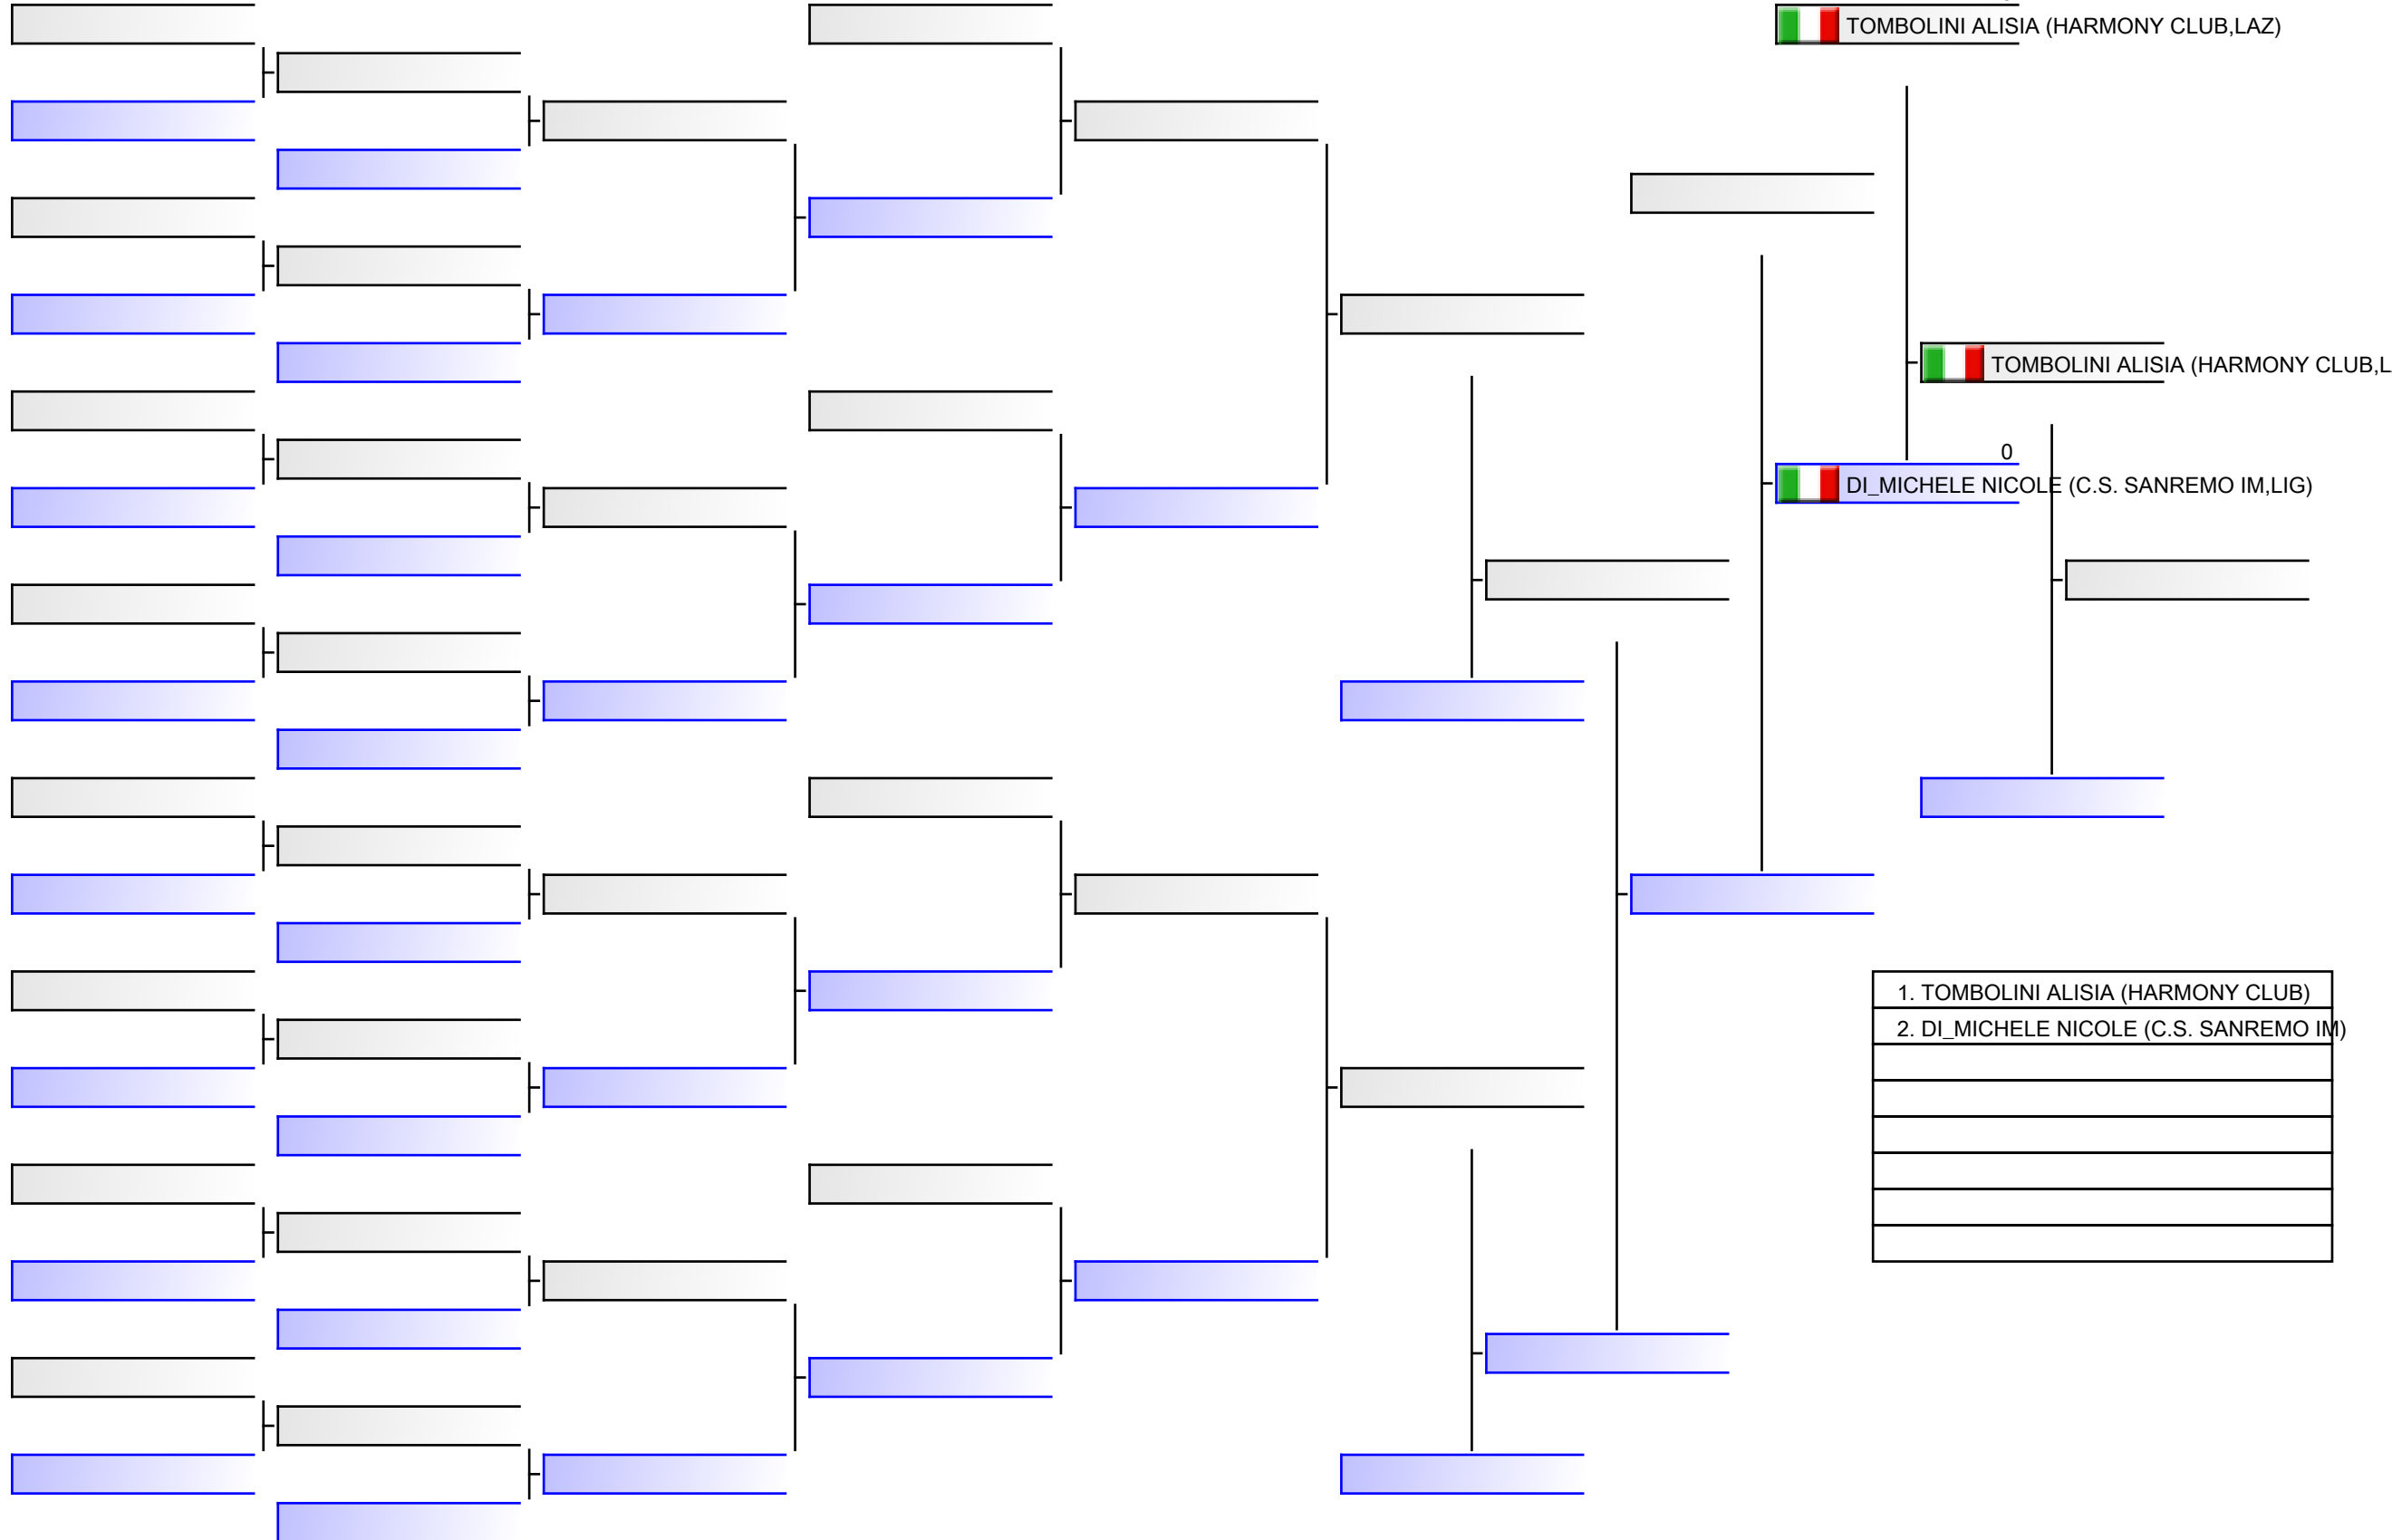 TOMBOLINI ALISIA (HARMONY CLUB,LAZ)
TOMBOLINI ALISIA (HARMONY CLUB,L
0
DI_MICHELE NICOLE (C.S. SANREMO IM,LIG)
1. TOMBOLINI ALISIA (HARMONY CLUB)
2. DI_MICHELE NICOLE (C.S. SANREMO IM)